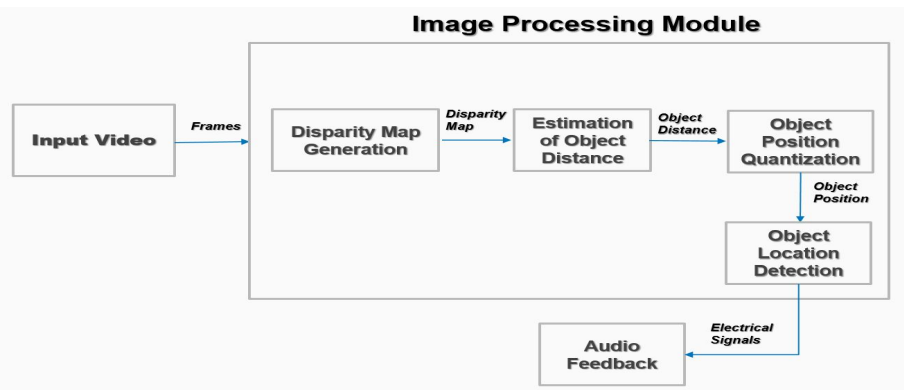 Image Processing Module
Input Video
Frames
Disparity Map
Generation
Disparity
Map
Estimation
of Object
Distance
Object
Distance
Object
Position
Quantization
Object
Position
Object
Location
Detection
Electrical
Signals
Audio
Feedback